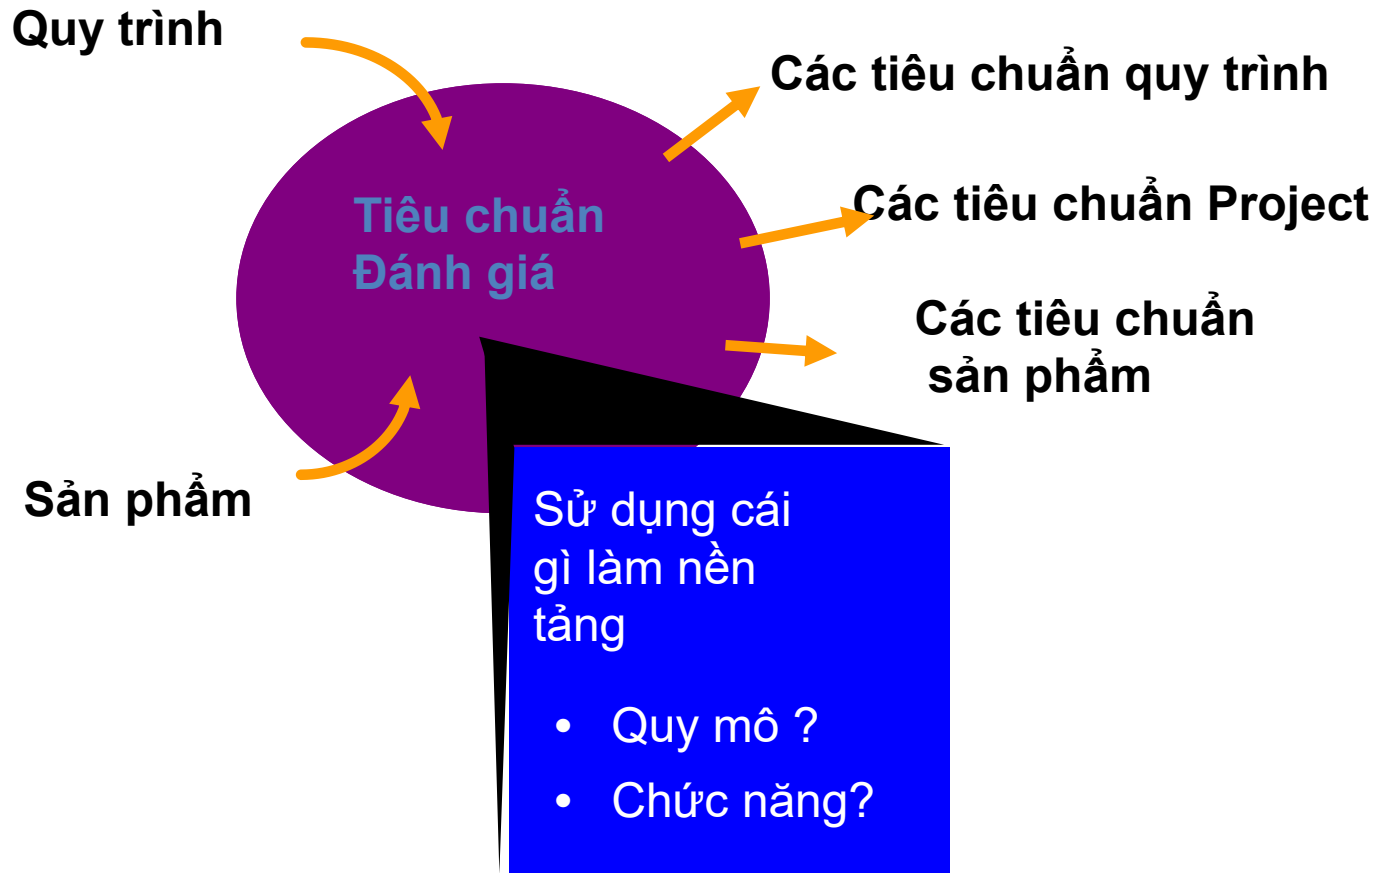 Quy trình
Các tiêu chuẩn quy trình
Các tiêu chuẩn Project
Tiêu chuẩn
Đánh giá
Các tiêu chuẩn
sản phẩm
Sản phẩm
Sử dụng cái
gì làm nền
tảng
• Quy mô ?
• Chức năng?